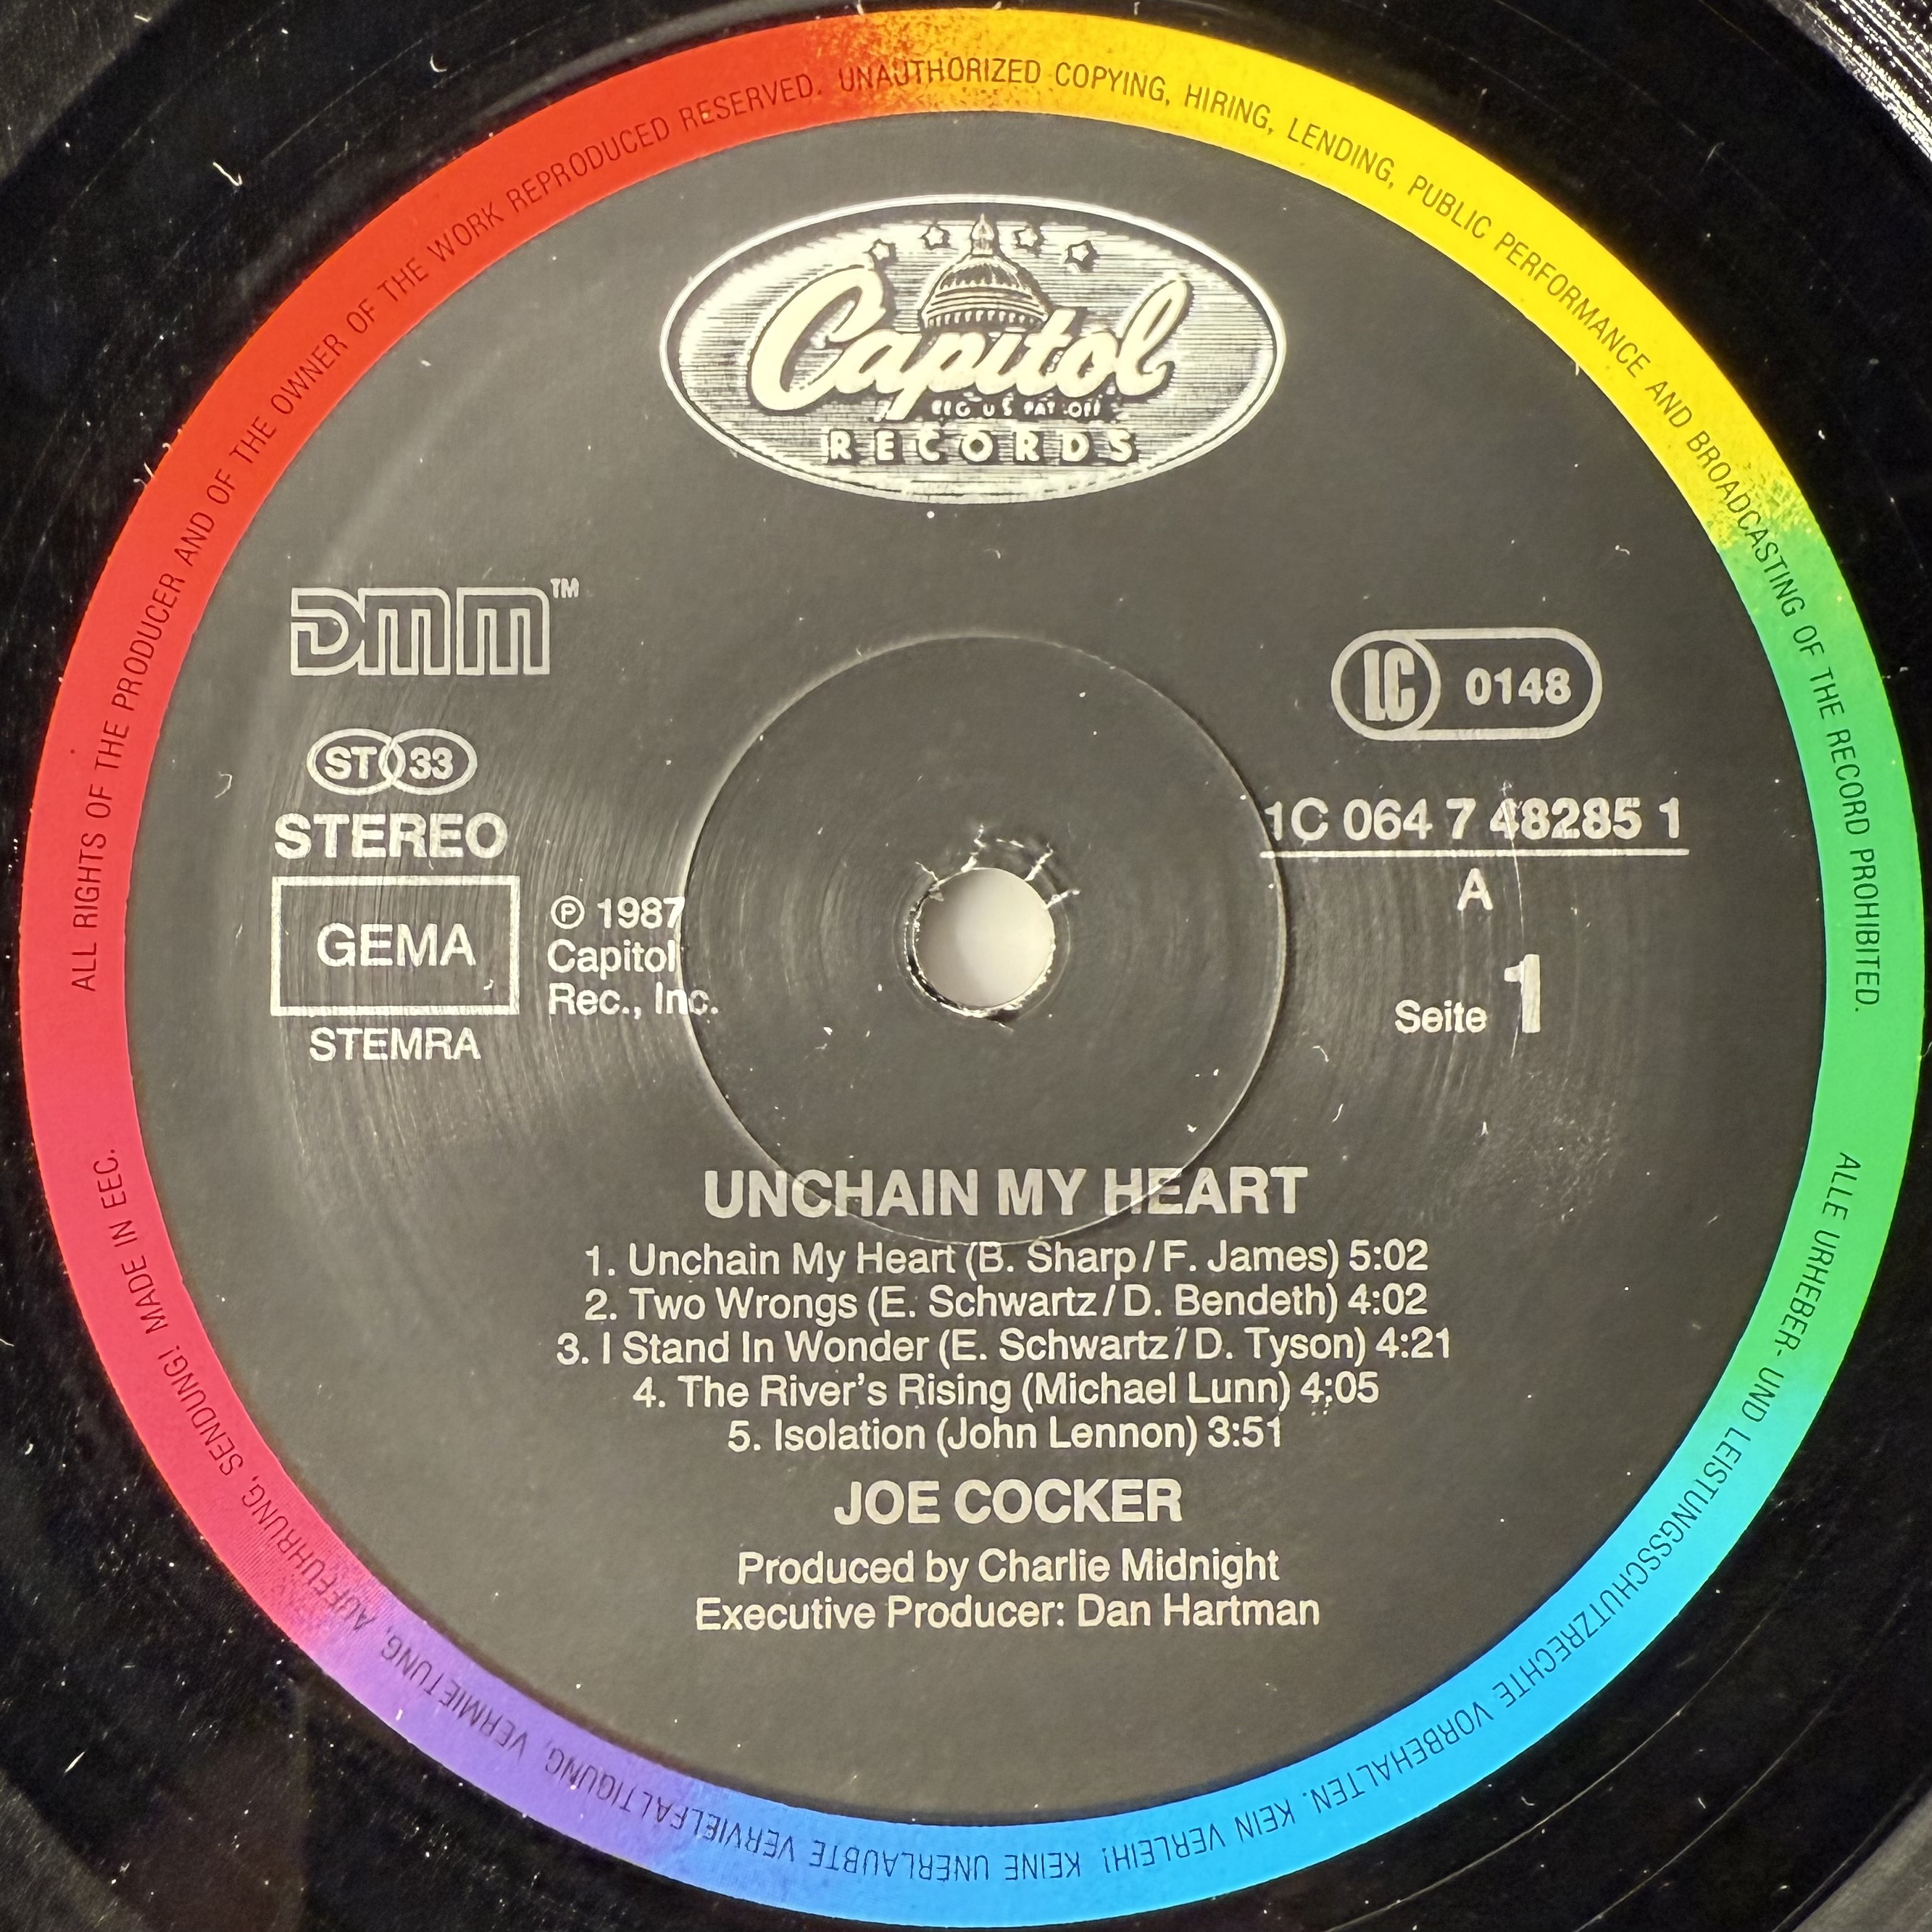 ALL RIGHTS OF THE PRODUCER AND OF THE OWNER OF THE WORK REPRODUCED RESERVED. UNAUTHORIZED COPYING, HIRING, LENDING, PUBLIC PERFORMANCE AND BROADCASTING OF THE RECORD PROHIBITED.
Capitol
REG US PAT OFF
RECORDS
DMM™
LC 0148
ST 33
STEREO
GEMA
STEMRA
℗ 1987
Capitol
Rec., Inc.
1C 064 7 48285 1
A
Seite 1
UNCHAIN MY HEART
1. Unchain My Heart (B. Sharp/F. James) 5:02
2. Two Wrongs (E. Schwartz/D. Bendeth) 4:02
3. I Stand In Wonder (E. Schwartz/D. Tyson) 4:21
4. The River's Rising (Michael Lunn) 4:05
5. Isolation (John Lennon) 3:51
JOE COCKER
Produced by Charlie Midnight
Executive Producer: Dan Hartman
ALLE URHEBER- UND LEISTUNGSSCHUTZRECHTE VORBEHALTEN. KEIN VERLEIH! KEINE UNERLAUBTE VERVIELFÄLTIGUNG, VERMIETUNG, AUFFÜHRUNG, SENDUNG! MADE IN EEC.